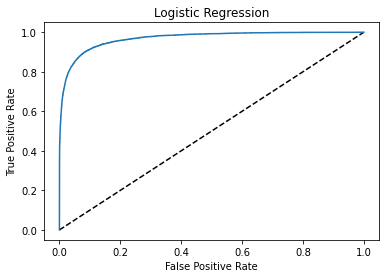 Logistic Regression
1.0
0.8
0.6
0.4
0.2
0.0
True Positive Rate
0.0 0.2 0.4 0.6 0.8 1.0
False Positive Rate